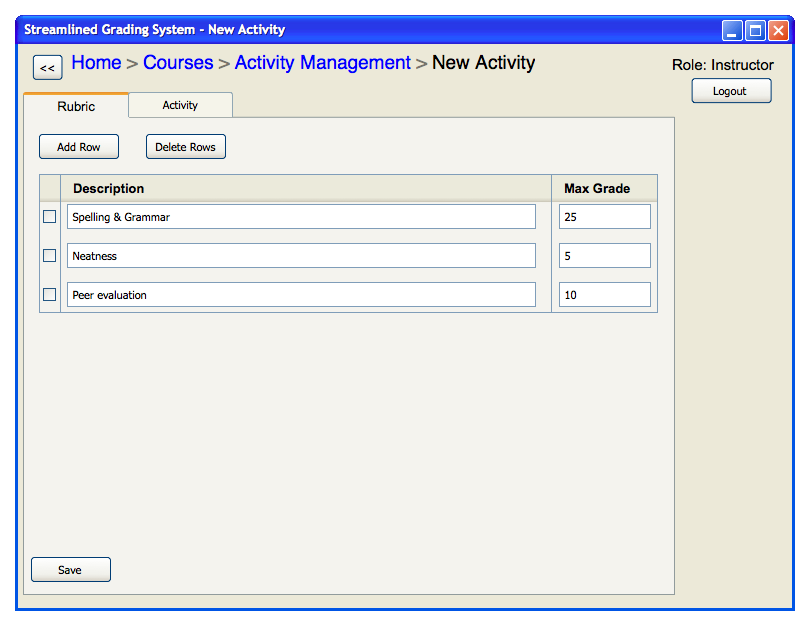 Streamlined Grading System - New Activity
<< Home > Courses > Activity Management > New Activity
Role: Instructor
Logout
Rubric Activity
Add Row Delete Rows
Description Max Grade
Spelling & Grammar 25
Neatness 5
Peer evaluation 10
Save